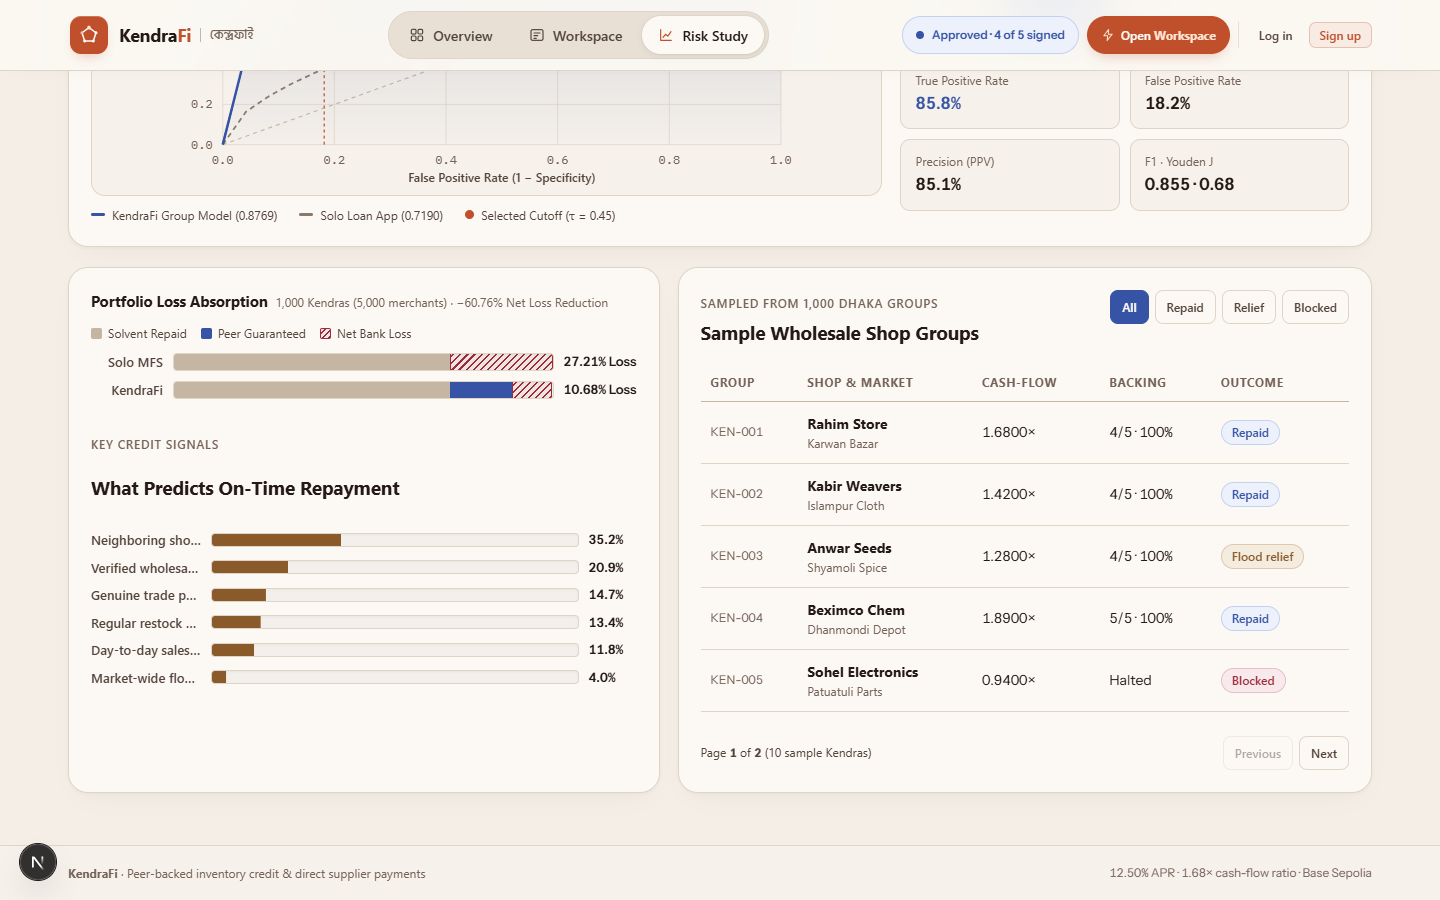 KendraFi | কেন্দ্রফাই
Overview
Workspace
Risk Study
Approved · 4 of 5 signed
Open Workspace
Log in
Sign up
0.2
0.0
0.0 0.2 0.4 0.6 0.8 1.0
False Positive Rate (1 – Specificity)
KendraFi Group Model (0.8769)
Solo Loan App (0.7190)
Selected Cutoff (τ = 0.45)
True Positive Rate
85.8%
False Positive Rate
18.2%
Precision (PPV)
85.1%
F1 · Youden J
0.855 · 0.68
Portfolio Loss Absorption 1,000 Kendras (5,000 merchants) · −60.76% Net Loss Reduction
Solvent Repaid
Peer Guaranteed
Net Bank Loss
Solo MFS 27.21% Loss
KendraFi 10.68% Loss
KEY CREDIT SIGNALS
What Predicts On-Time Repayment
Neighboring sho... 35.2%
Verified wholesa... 20.9%
Genuine trade p... 14.7%
Regular restock ... 13.4%
Day-to-day sales... 11.8%
Market-wide flo... 4.0%
SAMPLED FROM 1,000 DHAKA GROUPS
Sample Wholesale Shop Groups
All
Repaid
Relief
Blocked
GROUP SHOP & MARKET CASH-FLOW BACKING OUTCOME
KEN-001 Rahim Store 1.6800× 4/5 · 100% Repaid
Karwan Bazar
KEN-002 Kabir Weavers 1.4200× 4/5 · 100% Repaid
Islampur Cloth
KEN-003 Anwar Seeds 1.2800× 4/5 · 100% Flood relief
Shyamoli Spice
KEN-004 Beximco Chem 1.8900× 5/5 · 100% Repaid
Dhanmondi Depot
KEN-005 Sohel Electronics 0.9400× Halted Blocked
Patuatuli Parts
Page 1 of 2 (10 sample Kendras)
Previous
Next
N
KendraFi · Peer-backed inventory credit & direct supplier payments
12.50% APR · 1.68× cash-flow ratio · Base Sepolia